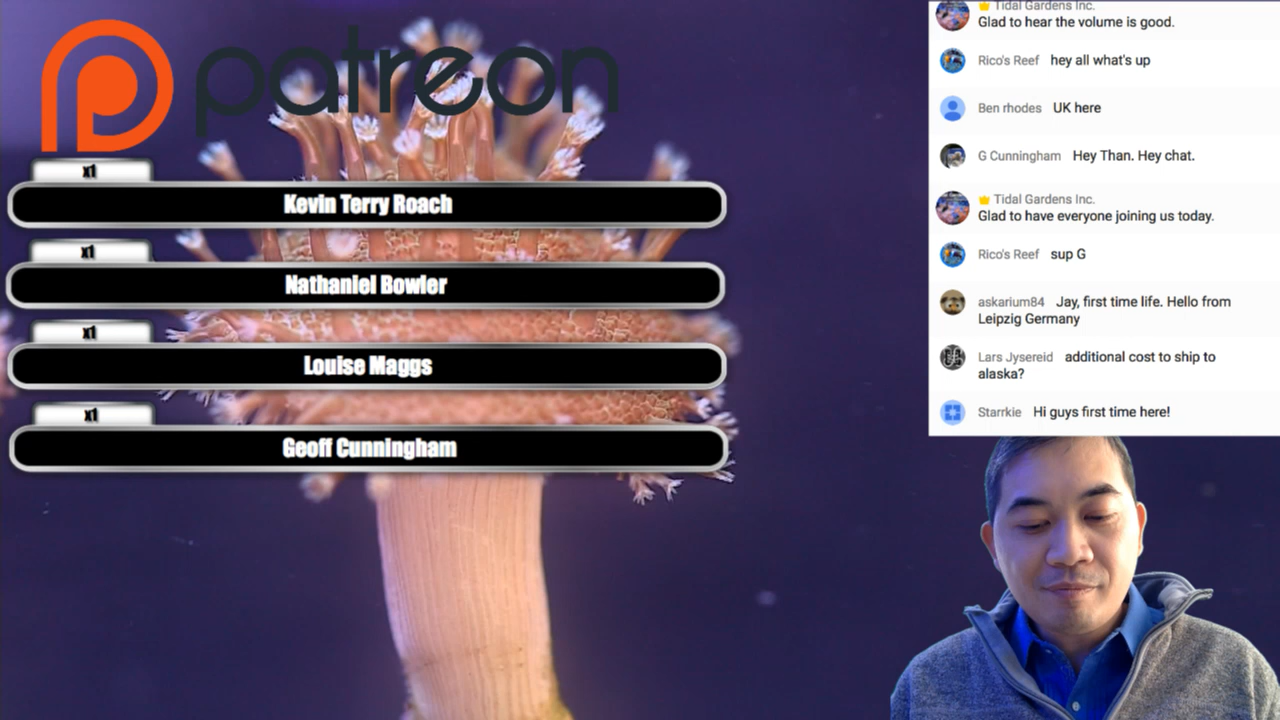 patreon
x1
Kevin Terry Roach
x1
Nathaniel Bowler
x1
Louise Maggs
x1
Geoff Cunningham
Tidal Gardens Inc.
Glad to hear the volume is good.
Rico's Reef hey all what's up
Ben rhodes UK here
G Cunningham Hey Than. Hey chat.
Tidal Gardens Inc.
Glad to have everyone joining us today.
Rico's Reef sup G
askarium84 Jay, first time life. Hello from
Leipzig Germany
Lars Jysereid additional cost to ship to
alaska?
Starrkie Hi guys first time here!